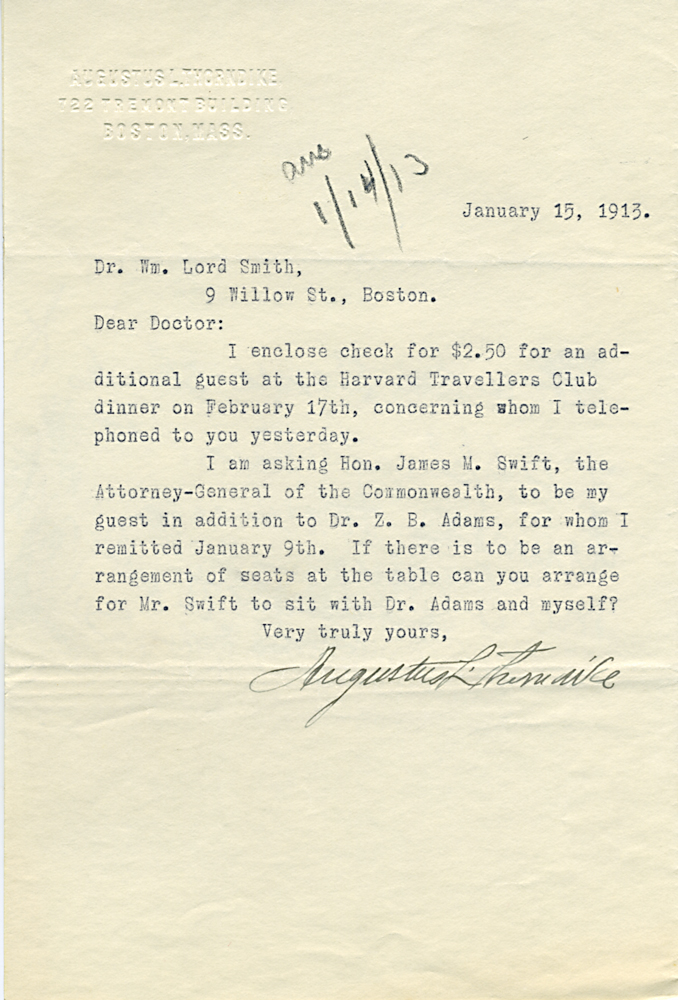 AUGUSTUS L. THORNDIKE.
722 TREMONT BUILDING
BOSTON, MASS.
ans
1/14/13
January 15, 1913.
Dr. Wm. Lord Smith,
9 Willow St., Boston.
Dear Doctor:
I enclose check for $2.50 for an ad-
ditional guest at the Harvard Travellers Club
dinner on February 17th, concerning whom I tele-
phoned to you yesterday.
I am asking Hon. James M. Swift, the
Attorney-General of the Commonwealth, to be my
guest in addition to Dr. Z. B. Adams, for whom I
remitted January 9th. If there is to be an ar-
rangement of seats at the table can you arrange
for Mr. Swift to sit with Dr. Adams and myself?
Very truly yours,
Augustus L. Thorndike